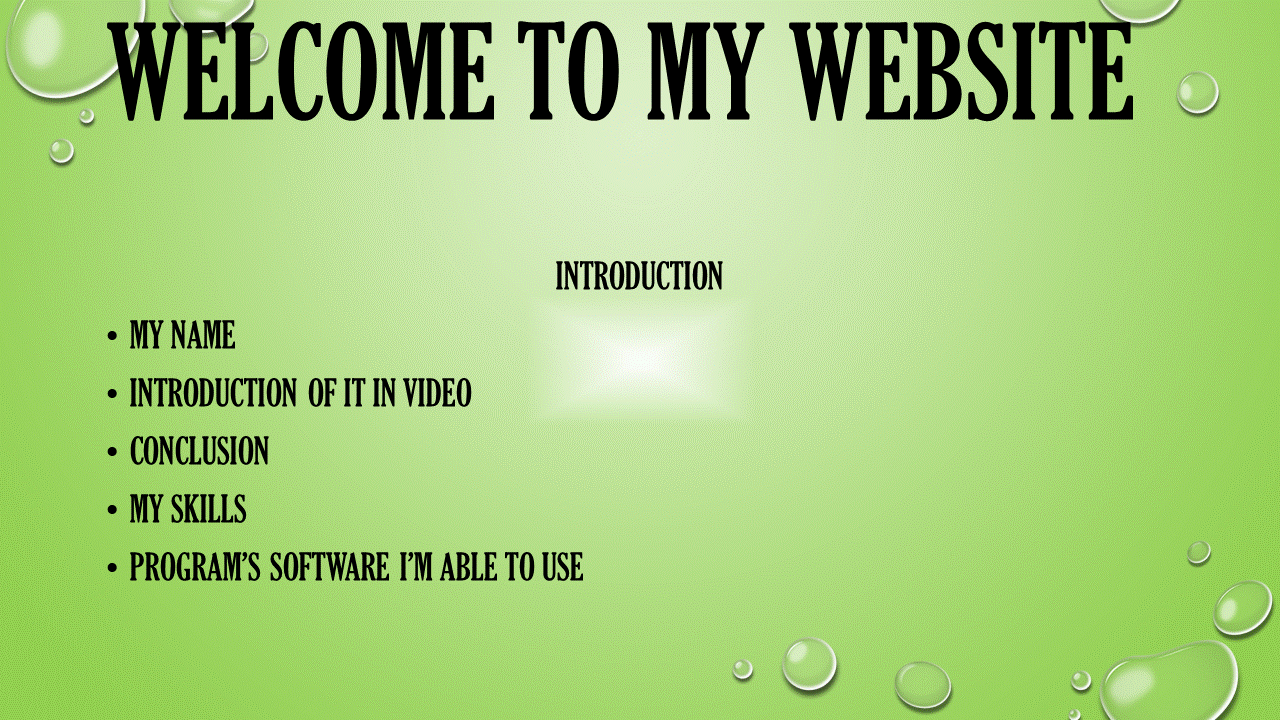 WELCOME TO MY WEBSITE
INTRODUCTION
• MY NAME
• INTRODUCTION OF IT IN VIDEO
• CONCLUSION
• MY SKILLS
• PROGRAM’S SOFTWARE I’M ABLE TO USE